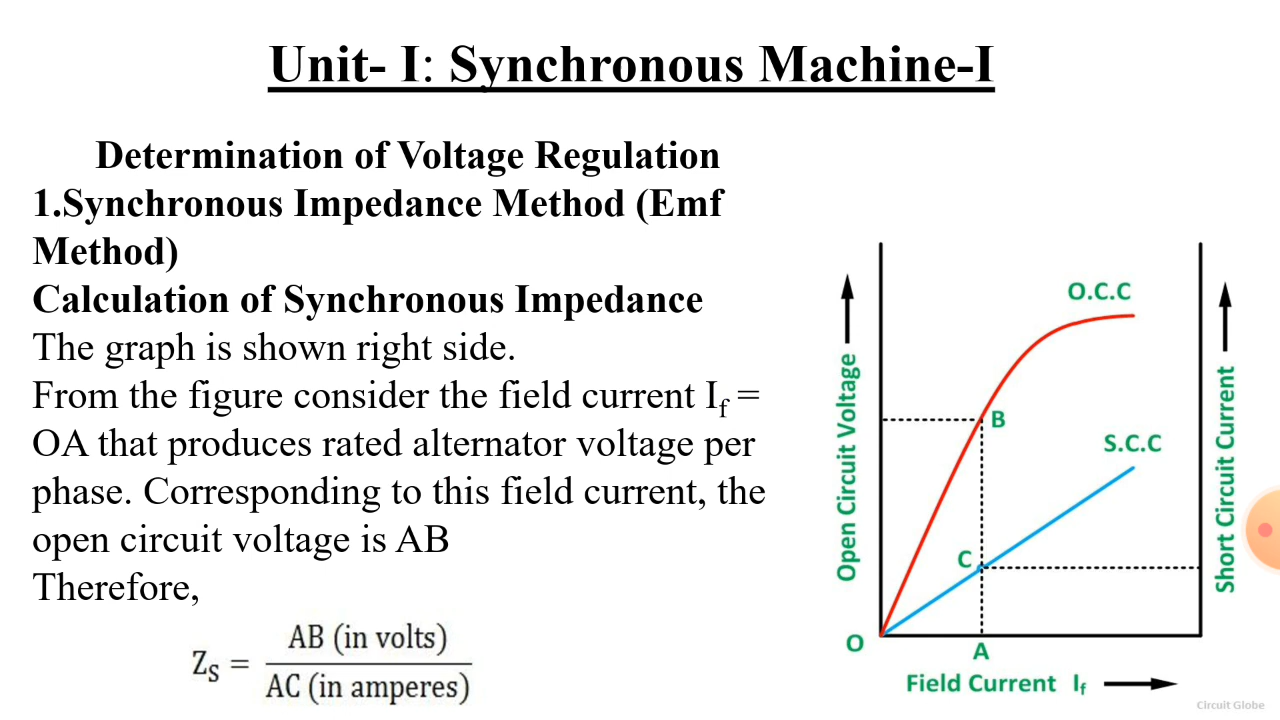 Unit- I: Synchronous Machine-I
Determination of Voltage Regulation
1.Synchronous Impedance Method (Emf
Method)
Calculation of Synchronous Impedance
The graph is shown right side.
From the figure consider the field current If =
OA that produces rated alternator voltage per
phase. Corresponding to this field current, the
open circuit voltage is AB
Therefore,
ZS = AB (in volts)
AC (in amperes)
Open Circuit Voltage
O.C.C
B
S.C.C
C
Short Circuit Current
O
A
Field Current If
Circuit Globe